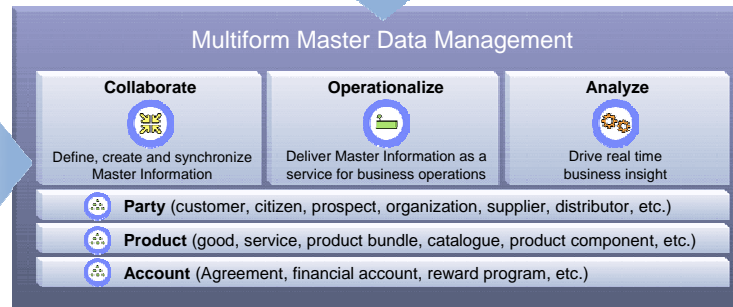 Multiform Master Data Management
Collaborate
Define, create and synchronize
Master Information
Operationalize
Deliver Master Information as a
service for business operations
Analyze
Drive real time
business insight
Party (customer, citizen, prospect, organization, supplier, distributor, etc.)
Product (good, service, product bundle, catalogue, product component, etc.)
Account (Agreement, financial account, reward program, etc.)